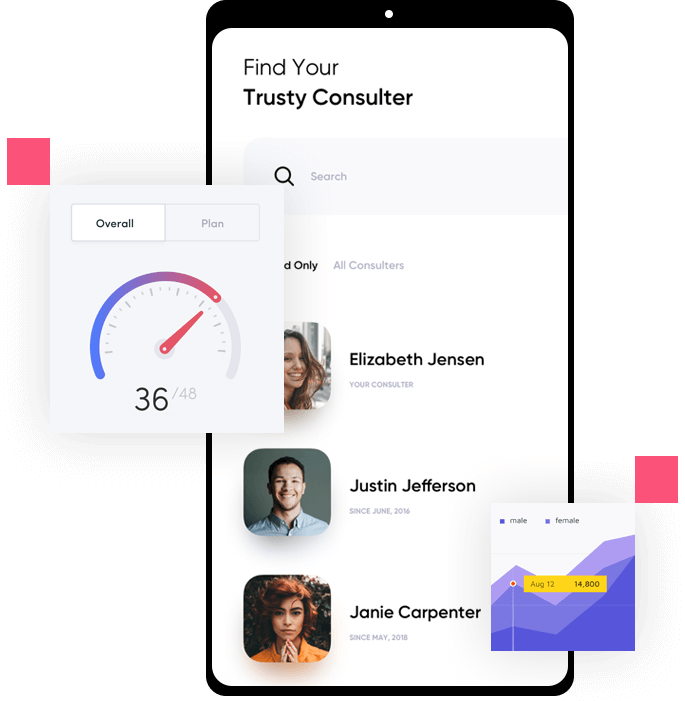 Find Your
Trusty Consulter
Search
Overall
Plan
d Only
All Consulters
36/48
Elizabeth Jensen
YOUR CONSULTER
Justin Jefferson
SINCE JUNE, 2016
male
female
Aug 12
14,800
Janie Carpenter
SINCE MAY, 2018